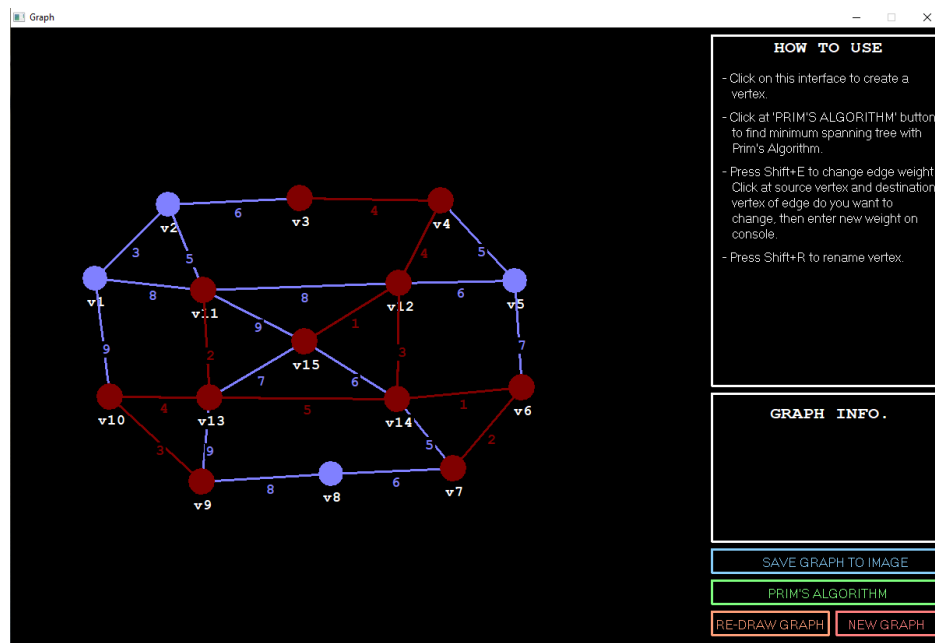 Graph
HOW TO USE
- Click on this interface to create a
vertex.
- Click at 'PRIM'S ALGORITHM' button
to find minimum spanning tree with
Prim's Algorithm.
- Press Shift+E to change edge weight
Click at source vertex and destination
vertex of edge do you want to
change, then enter new weight on
console.
- Press Shift+R to rename vertex.
GRAPH INFO.
SAVE GRAPH TO IMAGE
PRIM'S ALGORITHM
RE-DRAW GRAPH
NEW GRAPH
6
4
v3
v2
v4
3
5
4
5
8
8
6
v1
v11
v12
v5
9
1
9
2
3
7
v15
7
6
4
5
1
v10
v13
v14
v6
3
9
5
2
8
6
v9
v8
v7